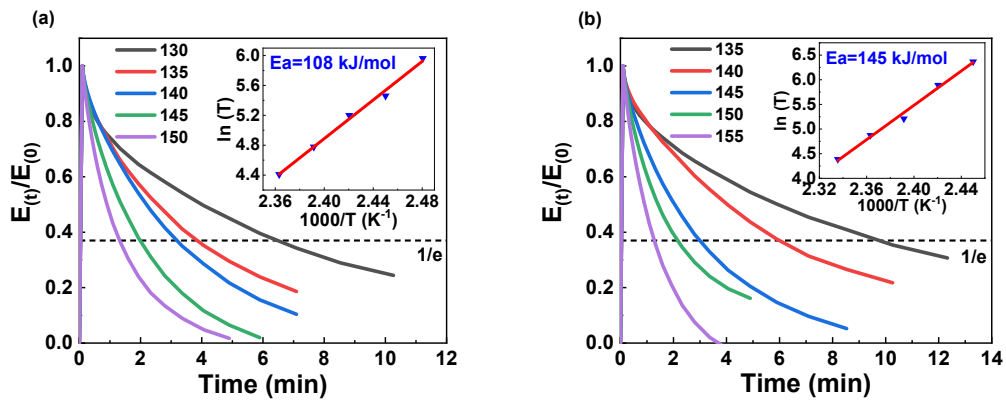 (a)
130
135
140
145
150
Ea=108 kJ/mol
ln (T)
6.0
5.6
5.2
4.8
4.4
2.36 2.40 2.44 2.48
1000/T (K⁻¹)
E(t)/E(0)
1.0
0.8
0.6
0.4
0.2
0.0
1/e
0 2 4 6 8 10 12
Time (min)
(b)
135
140
145
150
155
Ea=145 kJ/mol
ln (T)
6.5
6.0
5.5
5.0
4.5
4.0
2.32 2.36 2.40 2.44
1000/T (K⁻¹)
E(t)/E(0)
1.0
0.8
0.6
0.4
0.2
0.0
1/e
0 2 4 6 8 10 12 14
Time (min)